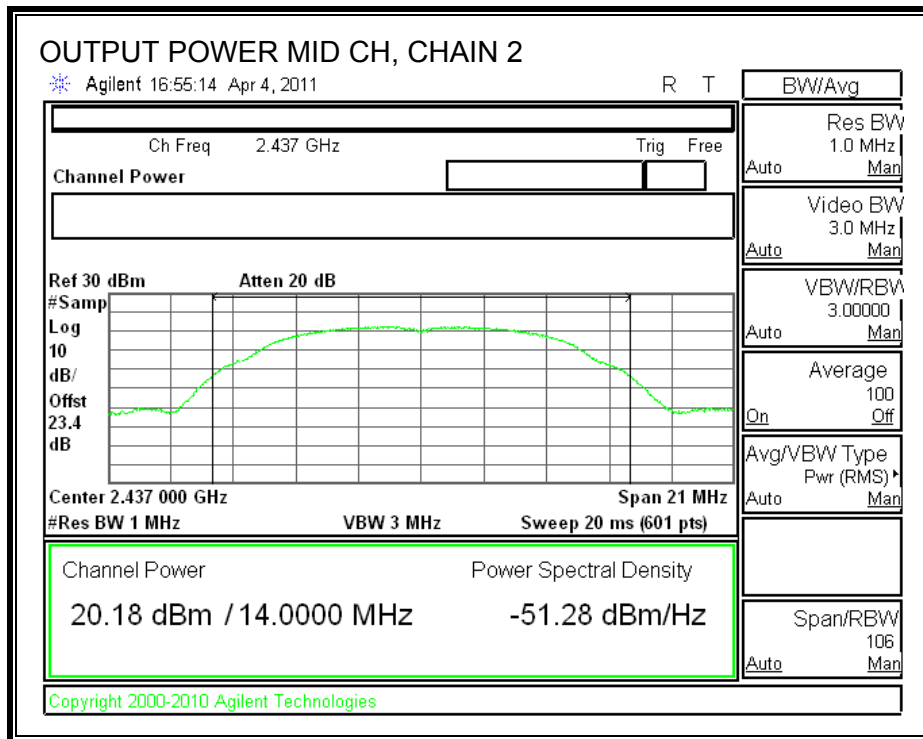 OUTPUT POWER MID CH, CHAIN 2
Agilent 16:55:14 Apr 4, 2011 R T
Ch Freq 2.437 GHz Trig Free
Channel Power
Ref 30 dBm Atten 20 dB
#Samp
Log
10
dB/
Offst
23.4
dB
Center 2.437 000 GHz Span 21 MHz
#Res BW 1 MHz VBW 3 MHz Sweep 20 ms (601 pts)
Channel Power Power Spectral Density
20.18 dBm / 14.0000 MHz -51.28 dBm/Hz
Copyright 2000-2010 Agilent Technologies
BW/Avg
Res BW
1.0 MHz
Auto Man
Video BW
3.0 MHz
Auto Man
VBW/RBW
3.00000
Auto Man
Average
100
On Off
Avg/VBW Type
Pwr (RMS)
Auto Man
Span/RBW
106
Auto Man